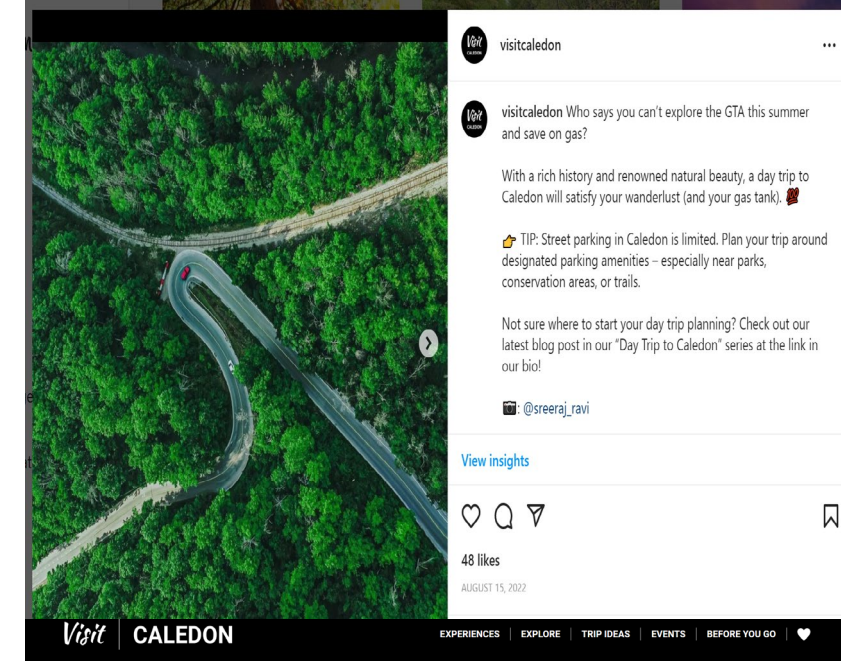 Visit
CALEDON
visitcaledon
...
Visit
CALEDON
visitcaledon Who says you can't explore the GTA this summer
and save on gas?
With a rich history and renowned natural beauty, a day trip to
Caledon will satisfy your wanderlust (and your gas tank). 💯
👉 TIP: Street parking in Caledon is limited. Plan your trip around
designated parking amenities – especially near parks,
conservation areas, or trails.
Not sure where to start your day trip planning? Check out our
latest blog post in our "Day Trip to Caledon" series at the link in
our bio!
📷: @sreeraj_ravi
View insights
48 likes
AUGUST 15, 2022
Visit | CALEDON
EXPERIENCES | EXPLORE | TRIP IDEAS | EVENTS | BEFORE YOU GO |